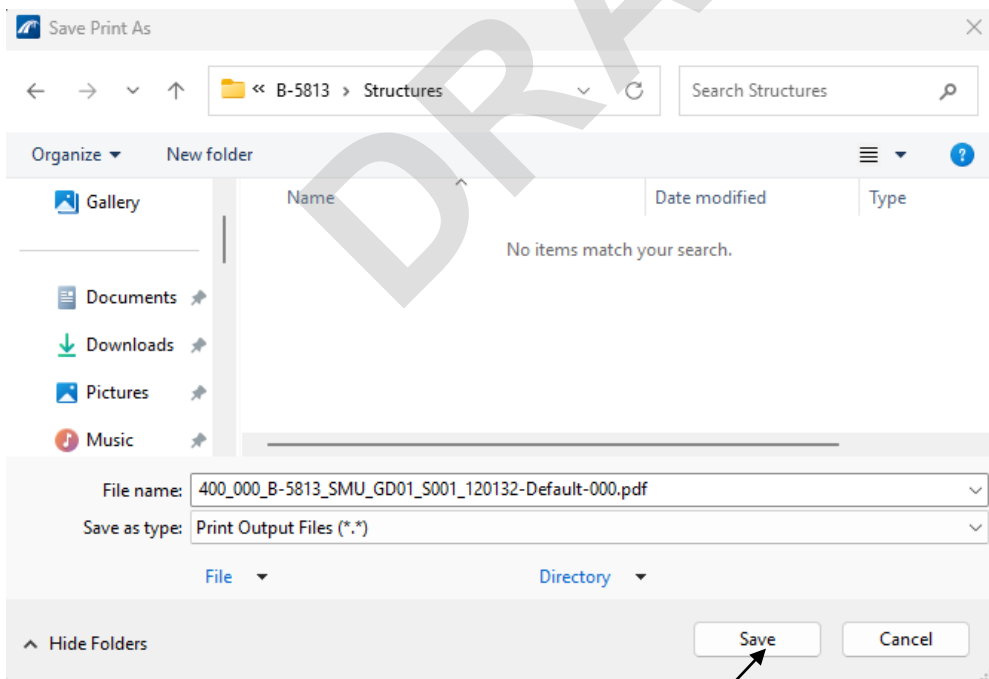 Save Print As
« B-5813 > Structures
Search Structures
Organize
New folder
Gallery
Name
Date modified
Type
No items match your search.
Documents
Downloads
Pictures
Music
File name: 400_000_B-5813_SMU_GD01_S001_120132-Default-000.pdf
Save as type: Print Output Files (*.*)
File
Directory
Hide Folders
Save
Cancel